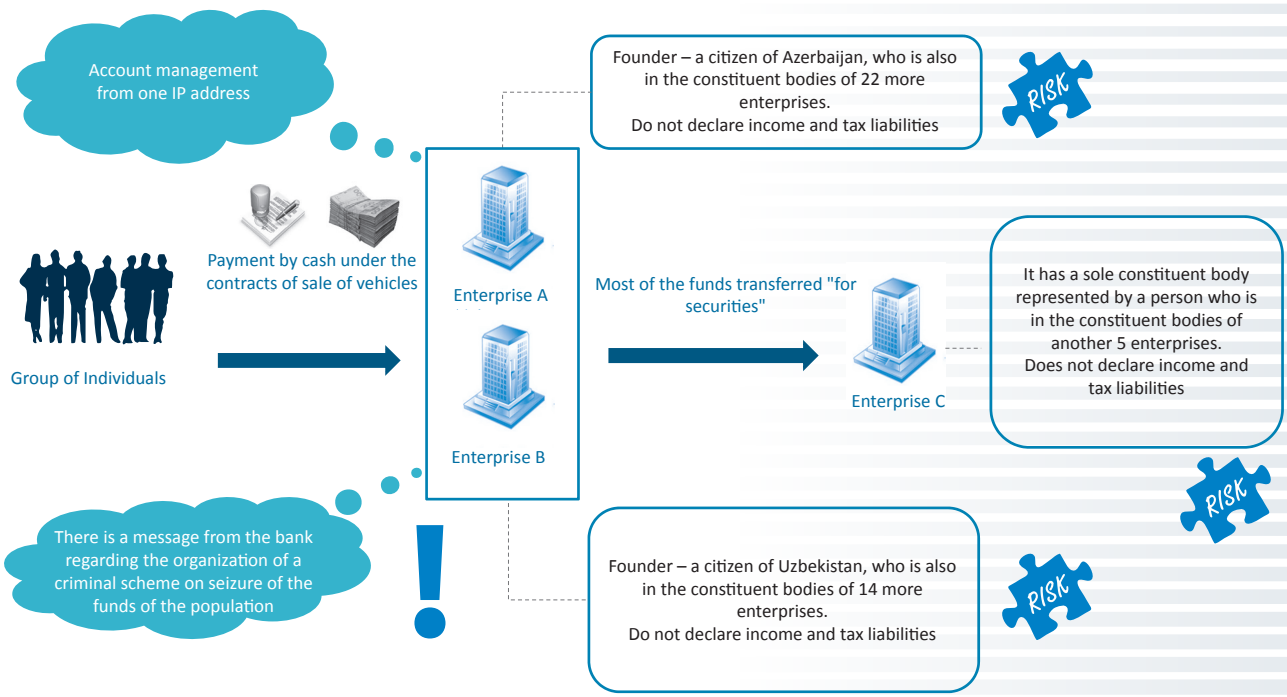 Account management
from one IP address
Founder – a citizen of Azerbaijan, who is also
in the constituent bodies of 22 more
enterprises.
Do not declare income and tax liabilities
RISK
Payment by cash under the
contracts of sale of vehicles
Group of Individuals
Enterprise A
Enterprise B
Most of the funds transferred "for
securities"
Enterprise C
It has a sole constituent body
represented by a person who is
in the constituent bodies of
another 5 enterprises.
Does not declare income and
tax liabilities
RISK
There is a message from the bank
regarding the organization of a
criminal scheme on seizure of the
funds of the population
!
Founder – a citizen of Uzbekistan, who is also
in the constituent bodies of 14 more
enterprises.
Do not declare income and tax liabilities
RISK